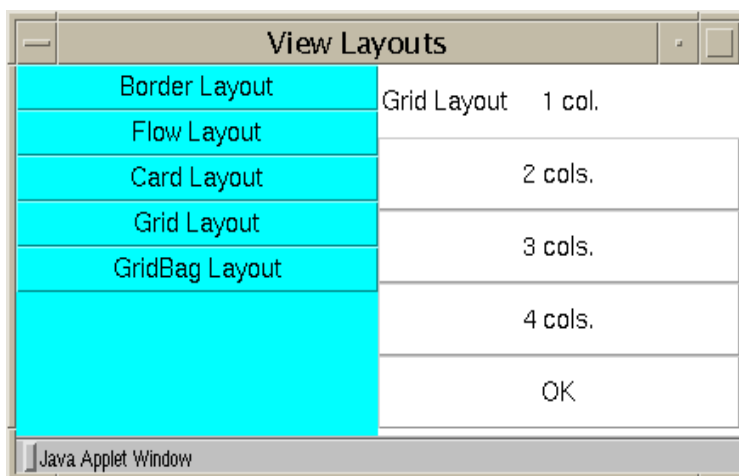 View Layouts
Border Layout
Flow Layout
Card Layout
Grid Layout
GridBag Layout
Grid Layout 1 col.
2 cols.
3 cols.
4 cols.
OK
Java Applet Window